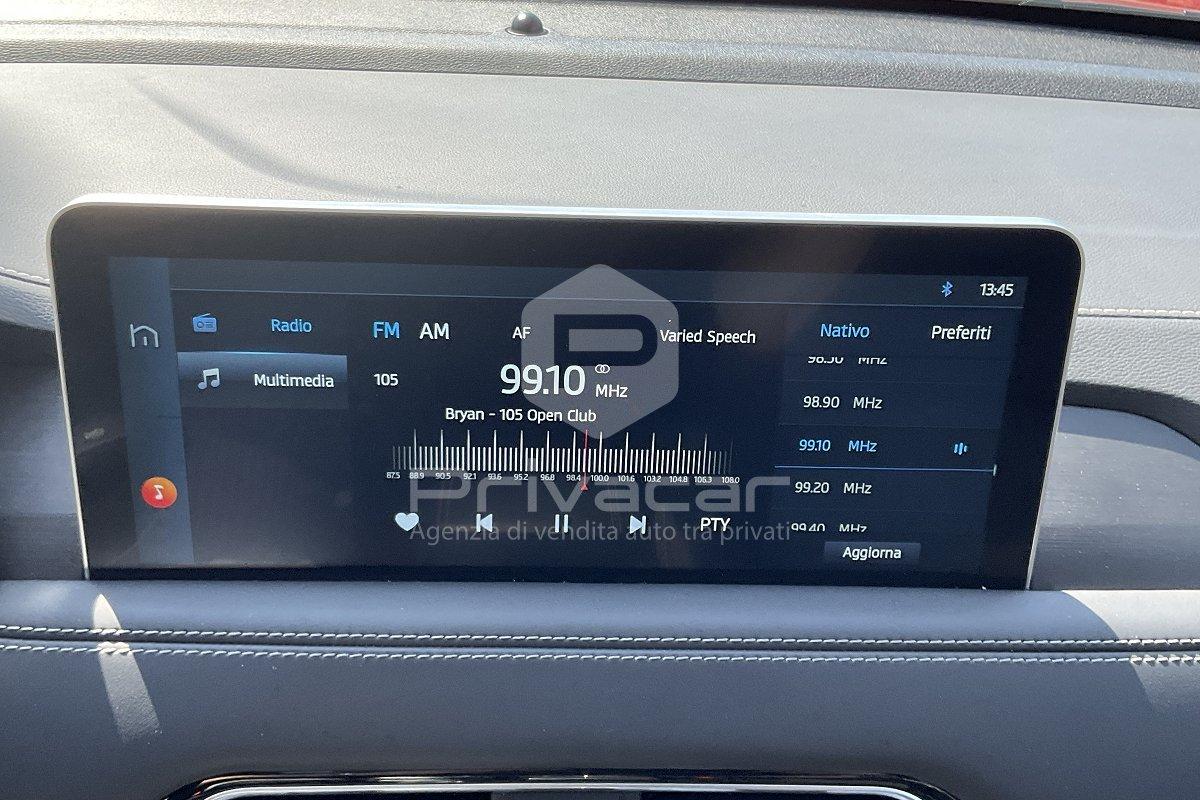 13:45
Radio
FM AM
AF
Varied Speech
Nativo
Preferiti
Multimedia
105
99.10 MHz
Bryan - 105 Open Club
87.5 88.9 90.5 92.1 93.6 95.2 96.8 98.4 100.0 101.6 103.2 104.8 106.3 108.0
PTY
98.90 MHz
99.10 MHz
99.20 MHz
99.40 MHz
Aggiorna
P
Privacar
Agenzia di vendita auto tra privati